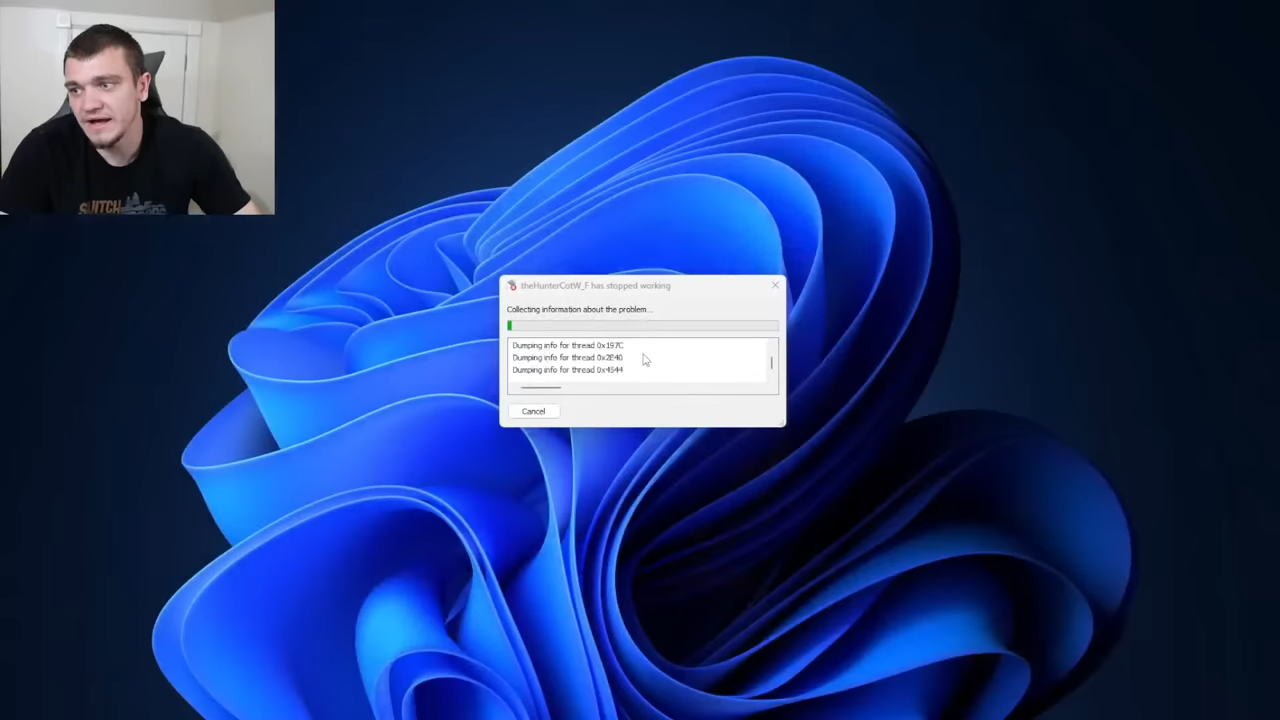 SWITCH
theHunterCotW_F has stopped working
Collecting information about the problem...
Dumping info for thread 0x197C
Dumping info for thread 0x2E40
Dumping info for thread 0x4544
Cancel